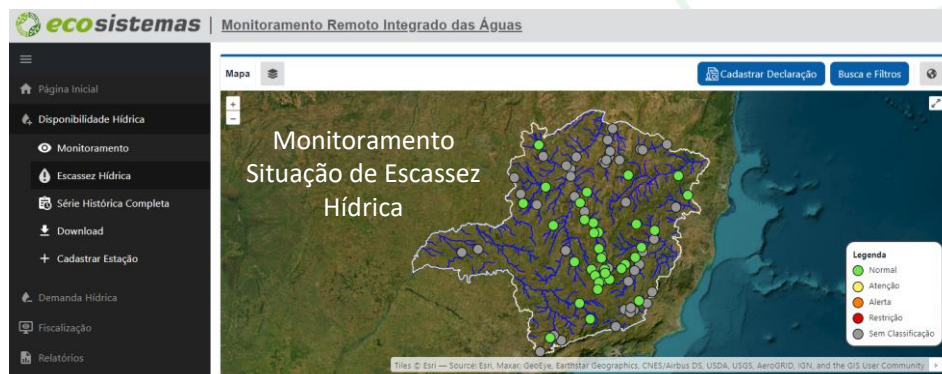 ecosistemas | Monitoramento Remoto Integrado das Águas
Mapa
Cadastrar Declaração
Busca e Filtros
Página Inicial
Disponibilidade Hídrica
Monitoramento
Escassez Hídrica
Série Histórica Completa
Download
+ Cadastrar Estação
Demanda Hídrica
Fiscalização
Relatórios
+
−
Monitoramento
Situação de Escassez
Hídrica
Legenda
Normal
Atenção
Alerta
Restrição
Sem Classificação
Tiles © Esri — Source: Esri, Maxar, GeoEye, Earthstar Geographics, CNES/Airbus DS, USDA, USGS, AeroGRID, IGN, and the GIS User Community